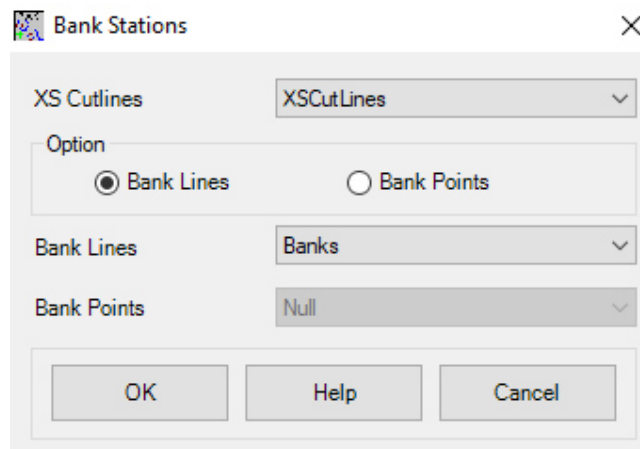 Bank Stations
XS Cutlines XSCutLines
Option
Bank Lines Bank Points
Bank Lines Banks
Bank Points Null
OK Help Cancel